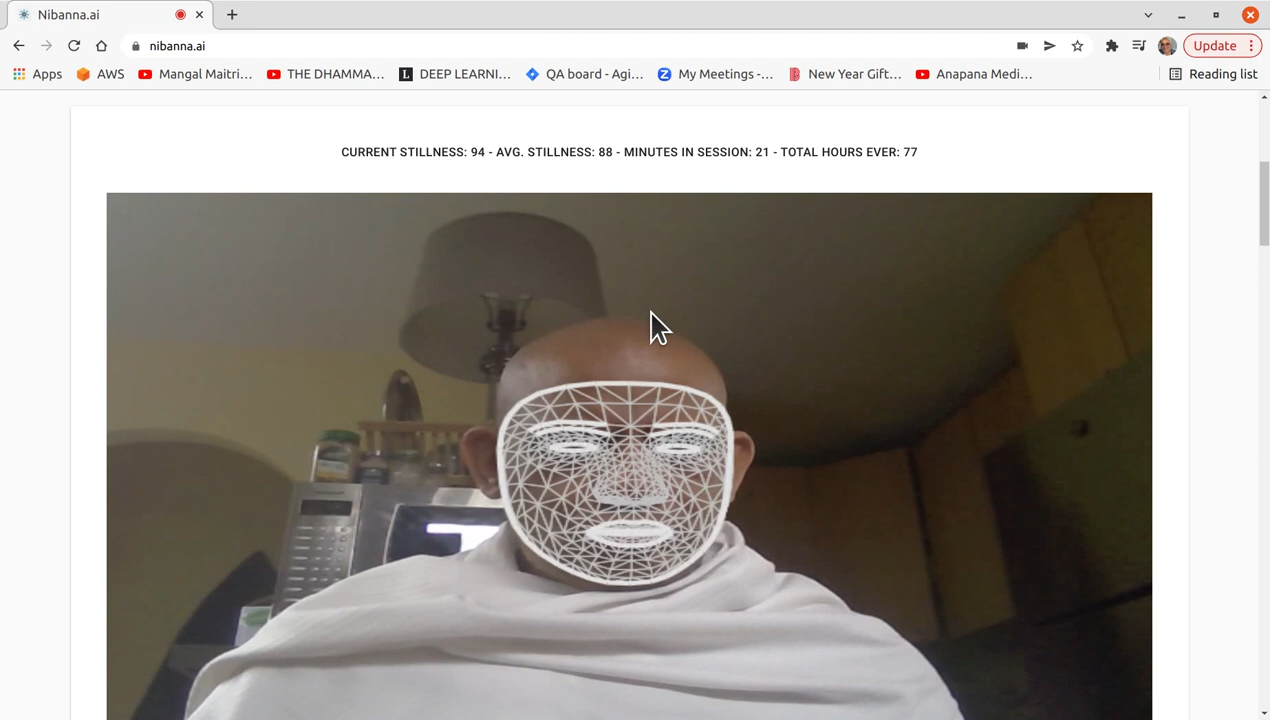 Nibanna.ai
nibanna.ai
Update
Apps
AWS
Mangal Maitri...
THE DHAMMA...
DEEP LEARNI...
QA board - Agi...
My Meetings -...
New Year Gift...
Anapana Medi...
Reading list
CURRENT STILLNESS: 94 - AVG. STILLNESS: 88 - MINUTES IN SESSION: 21 - TOTAL HOURS EVER: 77